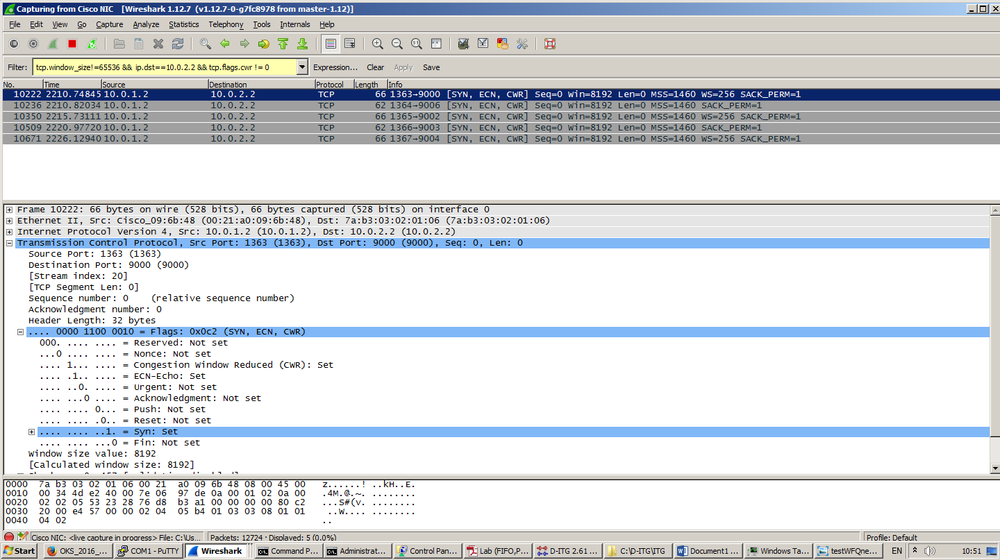 Capturing from Cisco NIC [Wireshark 1.12.7 (v1.12.7-0-g7fc8978 from master-1.12)]
File Edit View Go Capture Analyze Statistics Telephony Tools Internals Help
Filter: tcp.window_size!=65536 && ip.dst==10.0.2.2 && tcp.flags.cwr != 0 Expression... Clear Apply Save
No. Time Source Destination Protocol Length Info
10222 2210.74845 10.0.1.2 10.0.2.2 TCP 66 1363→9000 [SYN, ECN, CWR] Seq=0 Win=8192 Len=0 MSS=1460 WS=256 SACK_PERM=1
10236 2210.82034 10.0.1.2 10.0.2.2 TCP 62 1364→9006 [SYN, ECN, CWR] Seq=0 Win=8192 Len=0 MSS=1460 SACK_PERM=1
10350 2215.73111 10.0.1.2 10.0.2.2 TCP 66 1365→9002 [SYN, ECN, CWR] Seq=0 Win=8192 Len=0 MSS=1460 WS=256 SACK_PERM=1
10509 2220.97720 10.0.1.2 10.0.2.2 TCP 62 1366→9003 [SYN, ECN, CWR] Seq=0 Win=8192 Len=0 MSS=1460 SACK_PERM=1
10671 2226.12940 10.0.1.2 10.0.2.2 TCP 66 1367→9004 [SYN, ECN, CWR] Seq=0 Win=8192 Len=0 MSS=1460 WS=256 SACK_PERM=1
Frame 10222: 66 bytes on wire (528 bits), 66 bytes captured (528 bits) on interface 0
Ethernet II, Src: Cisco_09:6b:48 (00:21:a0:09:6b:48), Dst: 7a:b3:03:02:01:06 (7a:b3:03:02:01:06)
Internet Protocol Version 4, Src: 10.0.1.2 (10.0.1.2), Dst: 10.0.2.2 (10.0.2.2)
Transmission Control Protocol, Src Port: 1363 (1363), Dst Port: 9000 (9000), Seq: 0, Len: 0
Source Port: 1363 (1363)
Destination Port: 9000 (9000)
[Stream index: 20]
[TCP Segment Len: 0]
Sequence number: 0 (relative sequence number)
Acknowledgment number: 0
Header Length: 32 bytes
.... 0000 1100 0010 = Flags: 0x0c2 (SYN, ECN, CWR)
000. .... .... = Reserved: Not set
...0 .... .... = Nonce: Not set
.... 1... .... = Congestion Window Reduced (CWR): Set
.... .1.. .... = ECN-Echo: Set
.... ..0. .... = Urgent: Not set
.... ...0 .... = Acknowledgment: Not set
.... .... 0... = Push: Not set
.... .... .0.. = Reset: Not set
.... .... ..1. = Syn: Set
.... .... ...0 = Fin: Not set
Window size value: 8192
[Calculated window size: 8192]
0000 7a b3 03 02 01 06 00 21 a0 09 6b 48 08 00 45 00 z......! ..kH..E.
0010 00 34 4d e2 40 00 7e 06 97 de 0a 00 01 02 0a 00 .4M.@.~. ........
0020 02 02 05 53 23 28 76 d8 b3 a1 00 00 00 00 80 c2 ...S#(v. ........
0030 20 00 e4 57 00 00 02 04 05 b4 01 03 03 08 01 01 ..W.... ........
0040 04 02 ..
Cisco NIC: <live capture in progress> File: C:\Us... Packets: 12724 · Displayed: 5 (0.0%) Profile: Default
Start OKS_2016_... COM1 - PuTTY Wireshark Command P... Administrat... Control Pan... Lab (FIFO,P... D-ITG 2.61 ... C:\D-ITG\ITG Document1 ... Windows Ta... testWFQne... EN 10:51